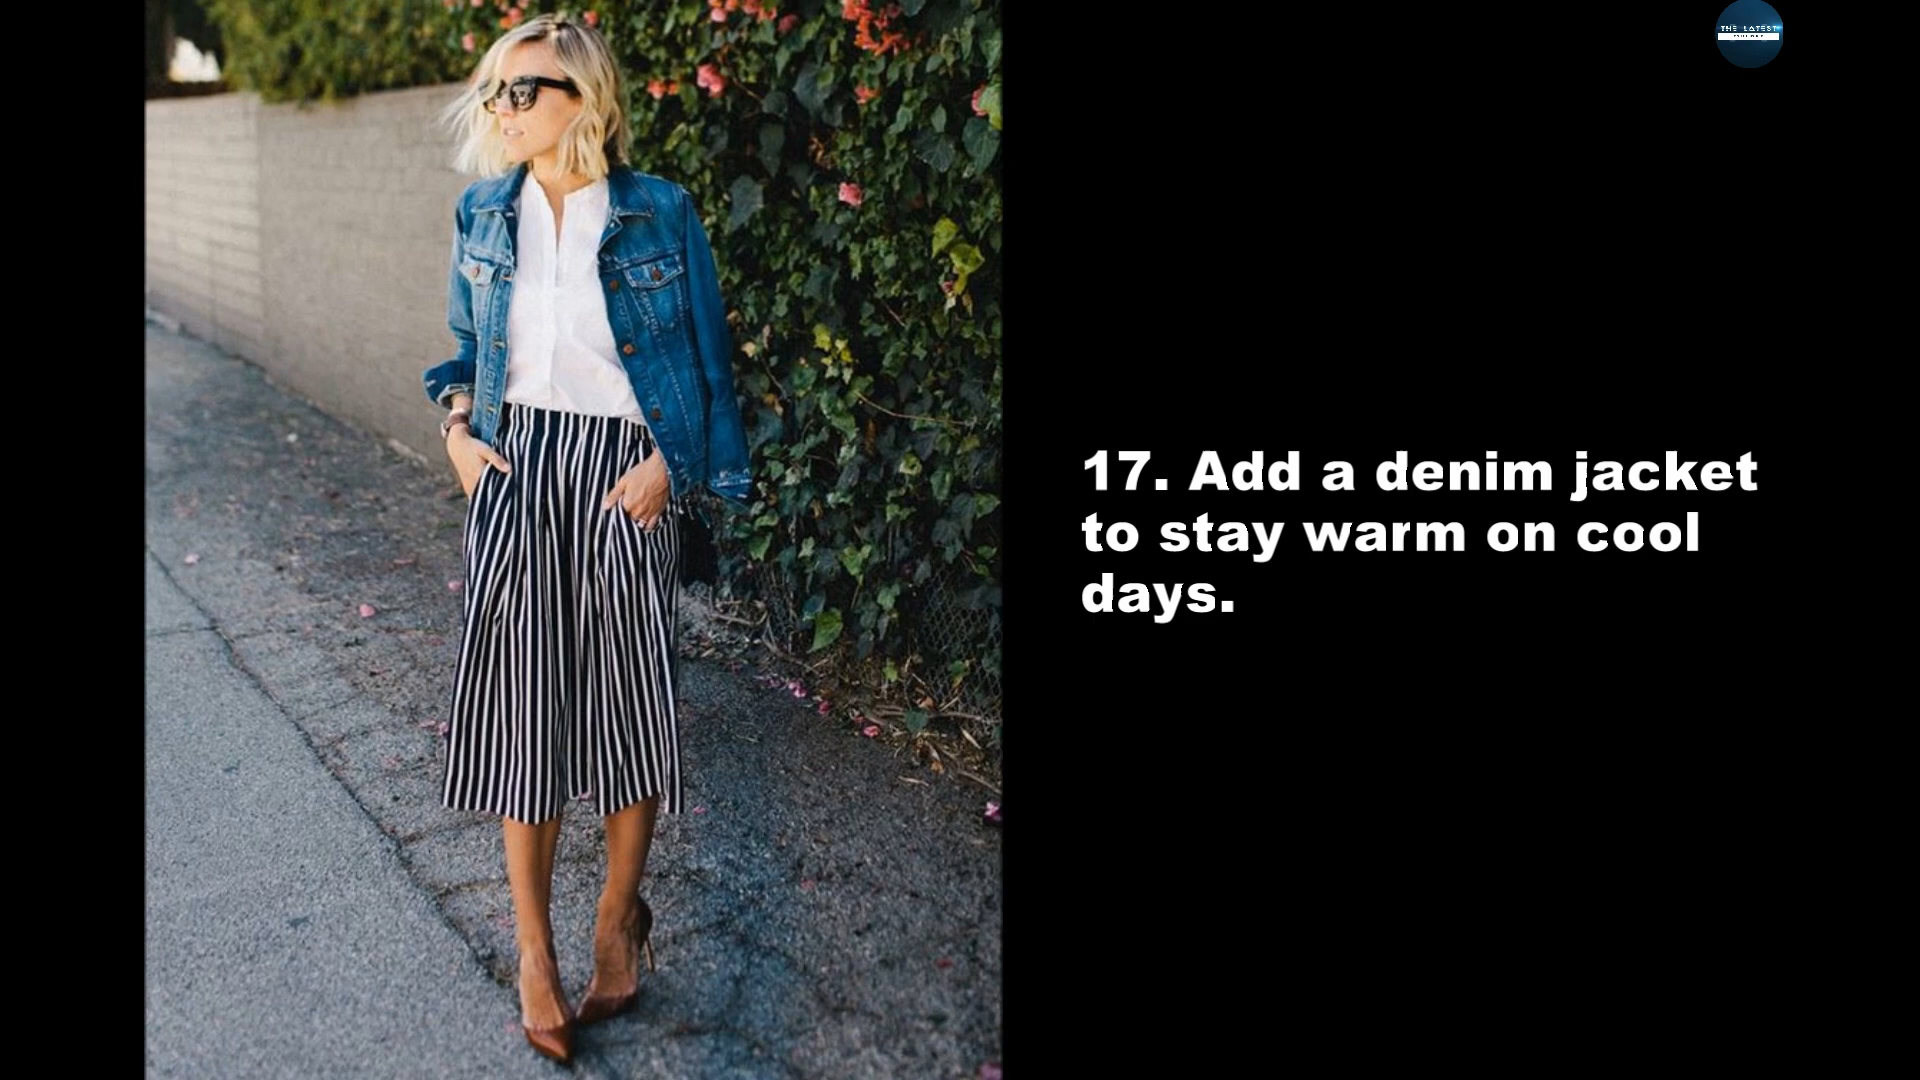 THE LATEST
17. Add a denim jacket
to stay warm on cool
days.